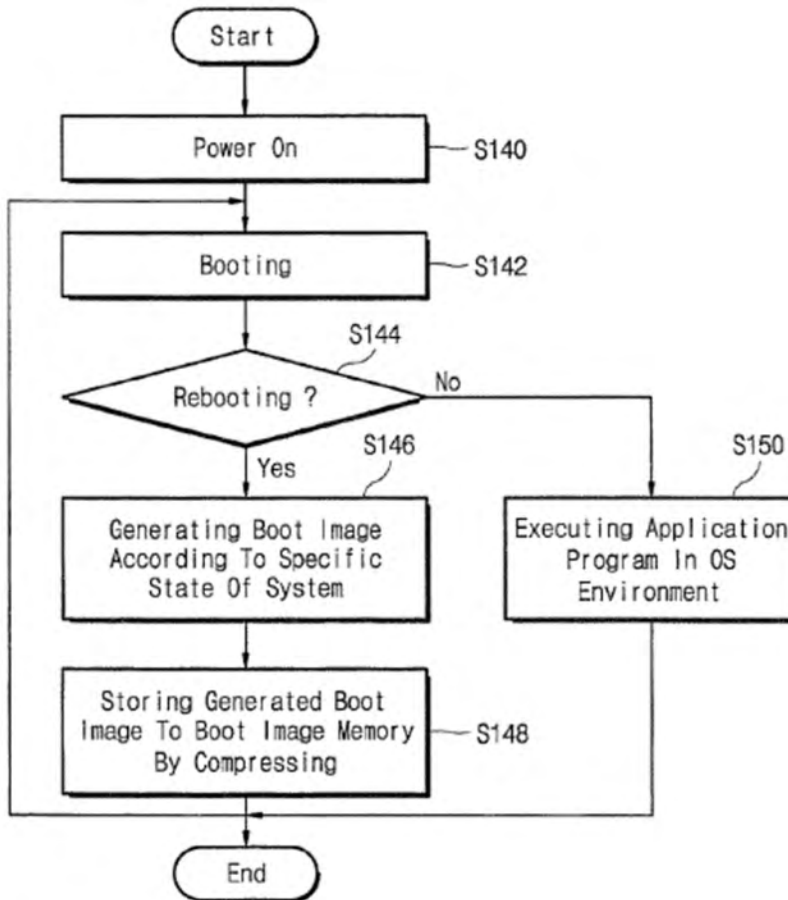 Start
Power On
S140
Booting
S142
S144
Rebooting ?
No
Yes
S146
S150
Generating Boot Image
According To Specific
State Of System
Executing Application
Program In OS
Environment
Storing Generated Boot
Image To Boot Image Memory
By Compressing
S148
End